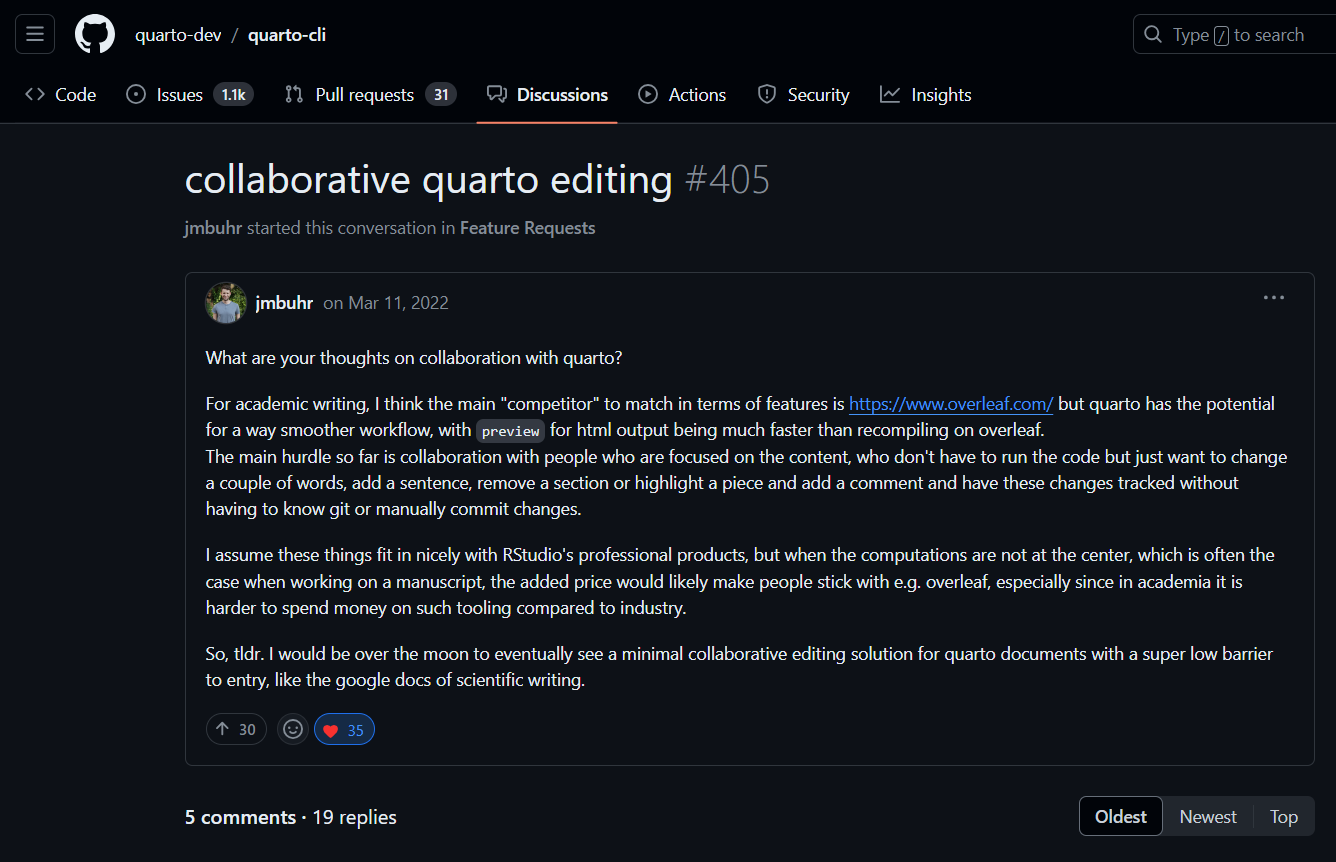 quarto-dev / quarto-cli
Type / to search
Code
Issues 1.1k
Pull requests 31
Discussions
Actions
Security
Insights
collaborative quarto editing #405
jmbuhr started this conversation in Feature Requests
jmbuhr on Mar 11, 2022
What are your thoughts on collaboration with quarto?
For academic writing, I think the main "competitor" to match in terms of features is https://www.overleaf.com/ but quarto has the potential
for a way smoother workflow, with preview for html output being much faster than recompiling on overleaf.
The main hurdle so far is collaboration with people who are focused on the content, who don't have to run the code but just want to change
a couple of words, add a sentence, remove a section or highlight a piece and add a comment and have these changes tracked without
having to know git or manually commit changes.
I assume these things fit in nicely with RStudio's professional products, but when the computations are not at the center, which is often the
case when working on a manuscript, the added price would likely make people stick with e.g. overleaf, especially since in academia it is
harder to spend money on such tooling compared to industry.
So, tldr. I would be over the moon to eventually see a minimal collaborative editing solution for quarto documents with a super low barrier
to entry, like the google docs of scientific writing.
30
35
5 comments · 19 replies
Oldest
Newest
Top